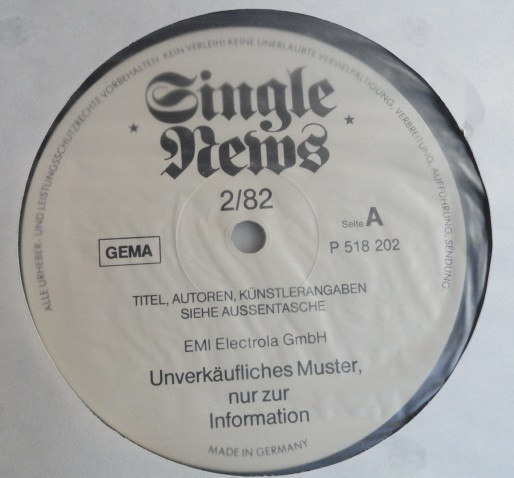 ALLE URHEBER- UND LEISTUNGSSCHUTZRECHTE VORBEHALTEN. KEIN VERLEIH! KEINE UNERLAUBTE VERVIELFÄLTIGUNG, VERBREITUNG, AUFFÜHRUNG, SENDUNG.
Single
News
2/82
Seite A
GEMA
P 518 202
TITEL, AUTOREN, KÜNSTLERANGABEN
SIEHE AUSSENTASCHE
EMI Electrola GmbH
Unverkäufliches Muster,
nur zur
Information
MADE IN GERMANY